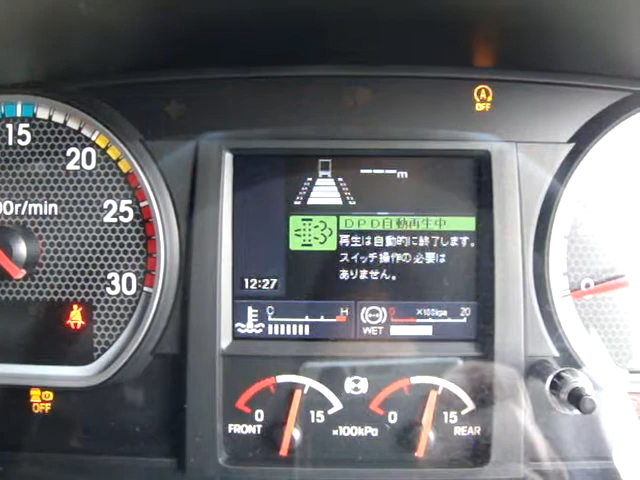 OFF
15
20
25
30
00r/min
m
DPD自動再生中
再生は自動的に終了します。
スイッチ操作の必要は
ありません。
12:27
C H
WET
0 ×100kpa 20
0
OFF
0 15
FRONT
×100kPa
0 15
REAR